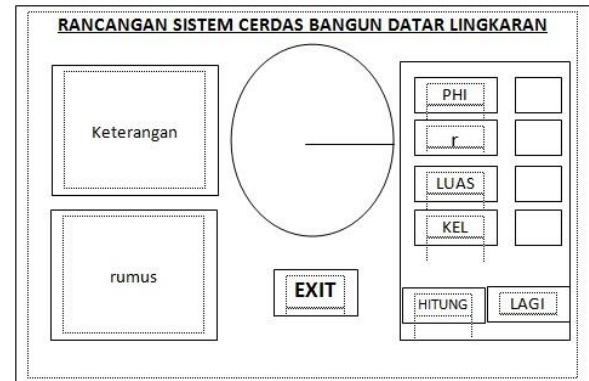 RANCANGAN SISTEM CERDAS BANGUN DATAR LINGKARAN
Keterangan
rumus
EXIT
PHI
r
LUAS
KEL
HITUNG
LAGI